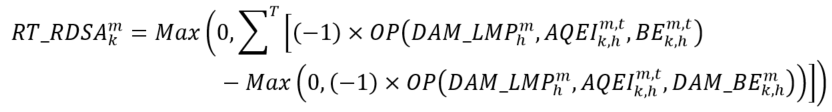 RT_RDSA_k^m = Max(0, ∑^T [(-1) × OP(DAM_LMP_h^m, AQEI_{k,h}^{m,t}, BE_{k,h}^{m,t})
− Max(0, (-1) × OP(DAM_LMP_h^m, AQEI_{k,h}^{m,t}, DAM_BE_{k,h}^m))])